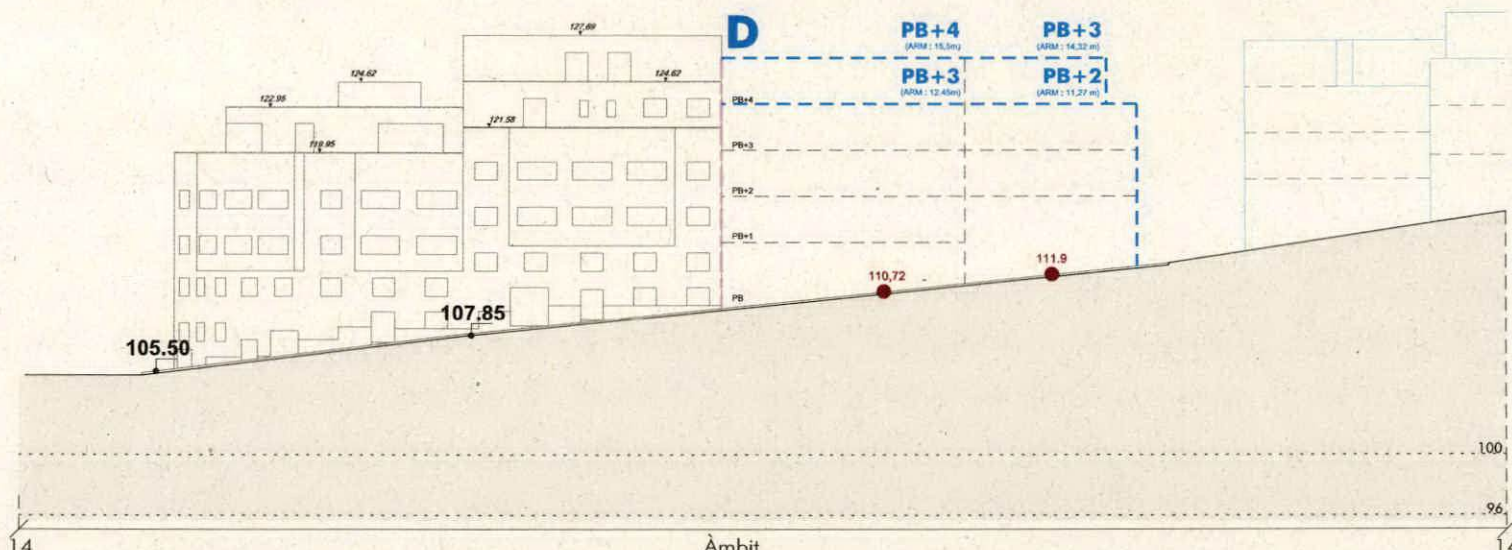 127.69
D
PB+4
(ARM : 15,5m)
PB+3
(ARM : 14,32 m)
124.62
124.62
PB+3
(ARM : 12.45m)
PB+2
(ARM : 11,27 m)
122.95
PB+4
121.58
119.95
PB+3
PB+2
PB+1
111.9
110,72
PB
107.85
105.50
100
96
14
Àmbit